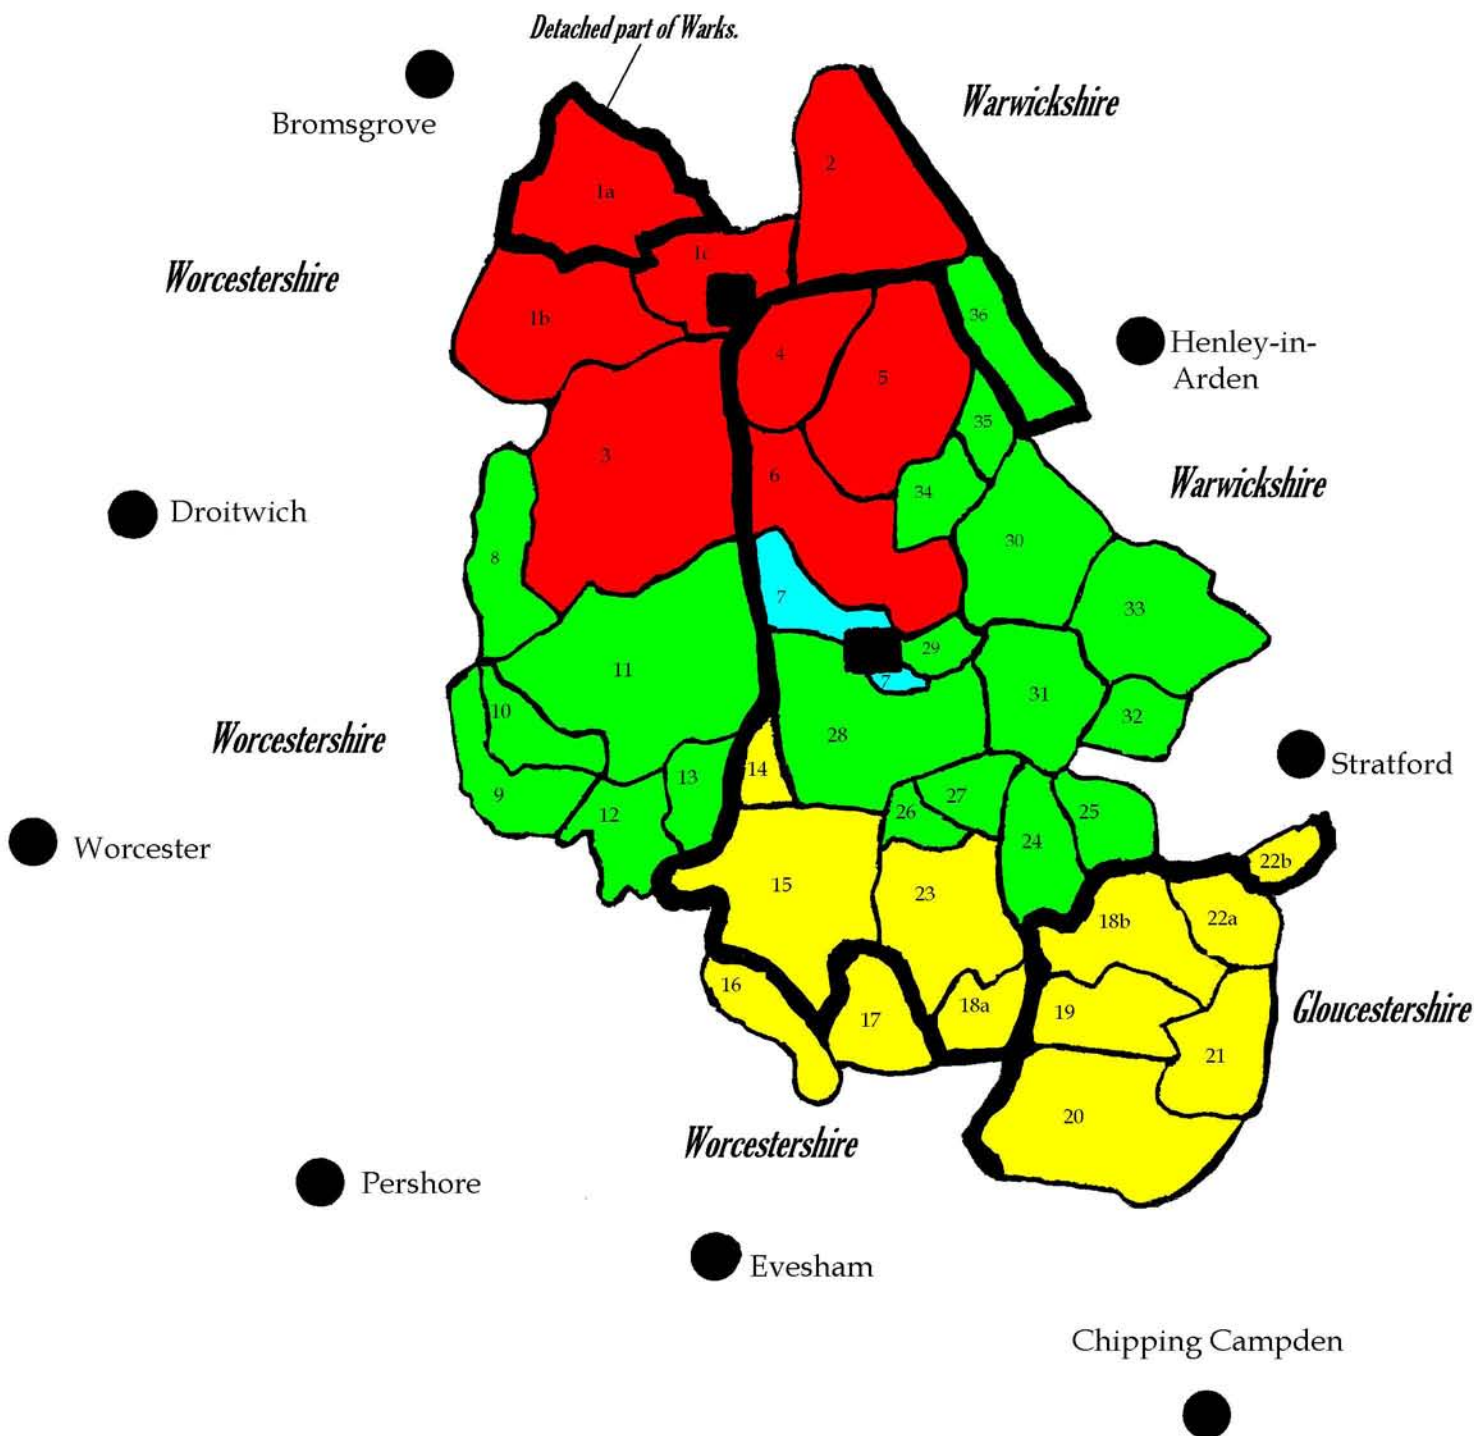 Detached part of Warks.
Bromsgrove
Warwickshire
2
1a
1c
Worcestershire
1b
36
Henley-in-
Arden
4
5
35
3
6
34
Warwickshire
Droitwich
8
30
7
33
11
29
7
31
10
32
Worcestershire
28
Stratford
14
13
9
27
26
25
12
24
Worcester
22b
15
23
18b
22a
16
17
18a
19
Gloucestershire
21
20
Worcestershire
Pershore
Evesham
Chipping Campden